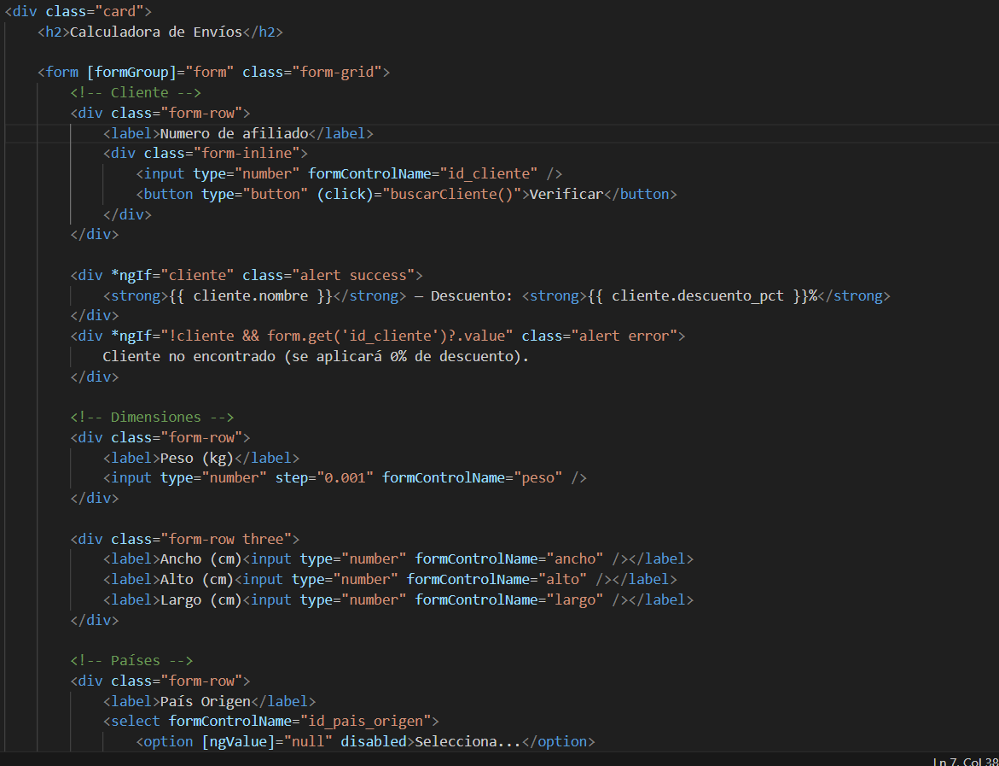 <div class="card">
<h2>Calculadora de Envíos</h2>
<form [formGroup]="form" class="form-grid">
<!-- Cliente -->
<div class="form-row">
<label>Numero de afiliado</label>
<div class="form-inline">
<input type="number" formControlName="id_cliente" />
<button type="button" (click)="buscarCliente()">Verificar</button>
</div>
</div>
<div *ngIf="cliente" class="alert success">
<strong>{{ cliente.nombre }}</strong> — Descuento: <strong>{{ cliente.descuento_pct }}%</strong>
</div>
<div *ngIf="!cliente && form.get('id_cliente')?.value" class="alert error">
Cliente no encontrado (se aplicará 0% de descuento).
</div>
<!-- Dimensiones -->
<div class="form-row">
<label>Peso (kg)</label>
<input type="number" step="0.001" formControlName="peso" />
</div>
<div class="form-row three">
<label>Ancho (cm)<input type="number" formControlName="ancho" /></label>
<label>Alto (cm)<input type="number" formControlName="alto" /></label>
<label>Largo (cm)<input type="number" formControlName="largo" /></label>
</div>
<!-- Países -->
<div class="form-row">
<label>País Origen</label>
<select formControlName="id_pais_origen">
<option [ngValue]="null" disabled>Selecciona...</option>
Ln 7, Col 38